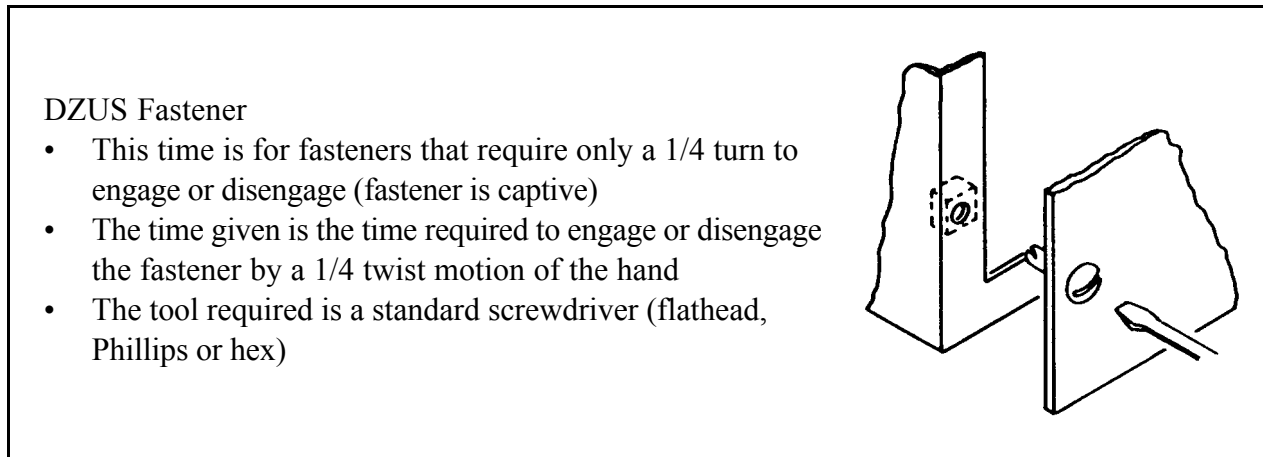 DZUS Fastener
• This time is for fasteners that require only a 1/4 turn to
engage or disengage (fastener is captive)
• The time given is the time required to engage or disengage
the fastener by a 1/4 twist motion of the hand
• The tool required is a standard screwdriver (flathead,
Phillips or hex)